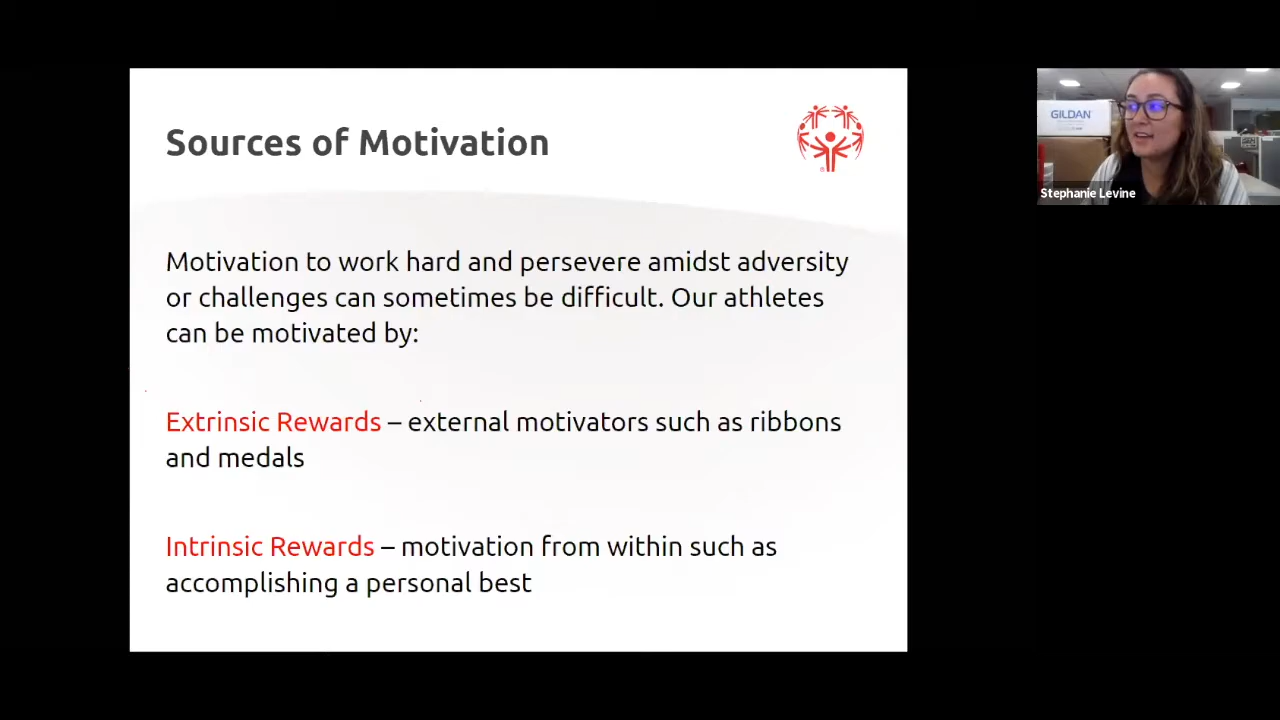 Sources of Motivation
Motivation to work hard and persevere amidst adversity
or challenges can sometimes be difficult. Our athletes
can be motivated by:
Extrinsic Rewards – external motivators such as ribbons
and medals
Intrinsic Rewards – motivation from within such as
accomplishing a personal best
GILDAN
Stephanie Levine